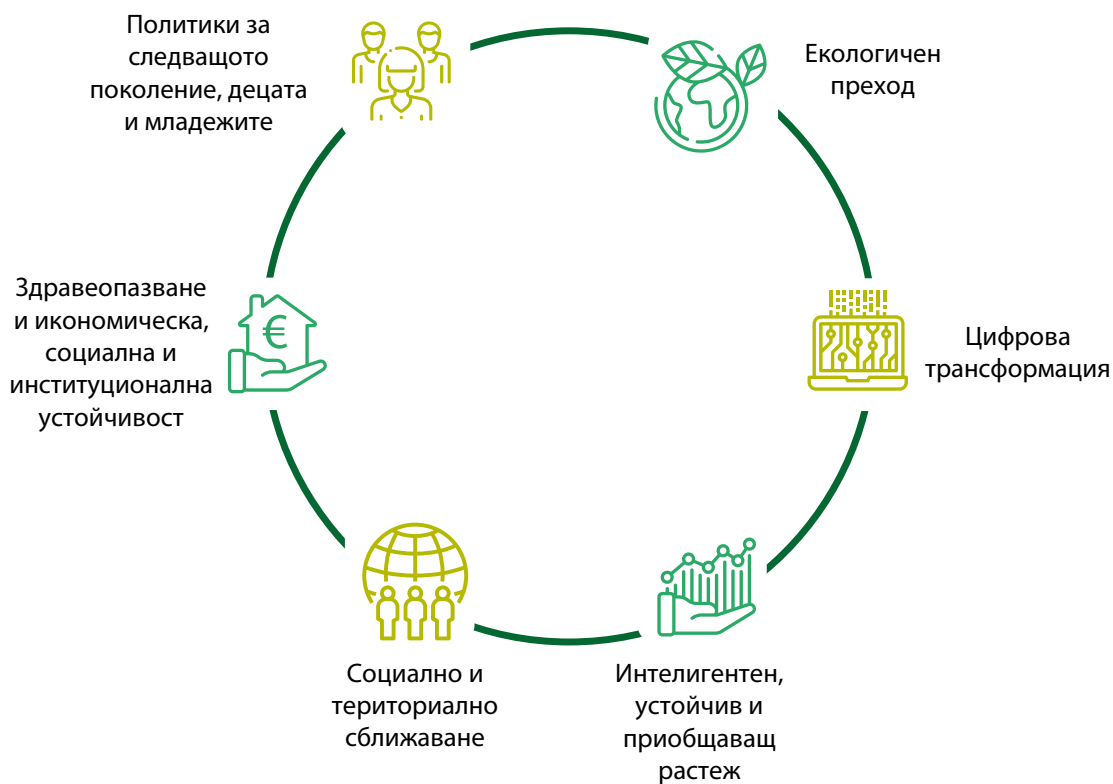 Политики за
следващото
поколение, децата
и младежите
Екологичен
преход
Здравеопазване
и икономическа,
социална и
институционална
устойчивост
€
Цифрова
трансформация
Социално и
териториално
сближаване
Интелигентен,
устойчив и
приобщаващ
растеж